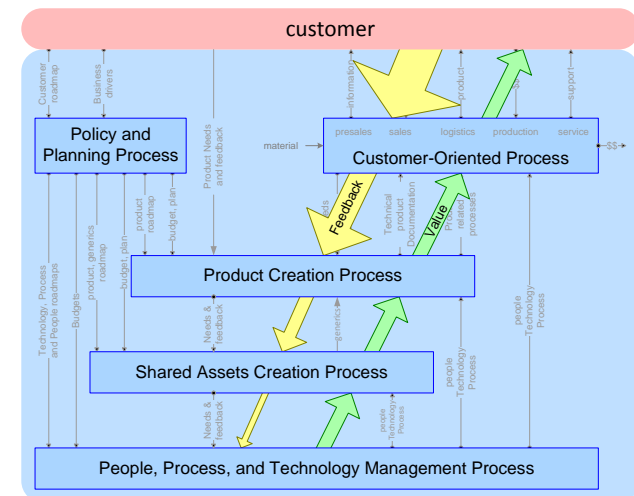 customer
Customer
roadmap
Business
drivers
Product Needs
and feedback
information
product
$$
support
presales sales logistics production service
Policy and
Planning Process
material
Customer-Oriented Process
$$
Technology, Process
and People roadmaps
Budgets
product, generics
roadmap
budget, plan
product
roadmap
budget, plan
Feedback
Technical
product
Documentation
Value
related
processes
Product Creation Process
Needs &
feedback
generics
people
Technology
Process
people
Technology
Process
Shared Assets Creation Process
Needs &
feedback
people
Technology
Process
People, Process, and Technology Management Process